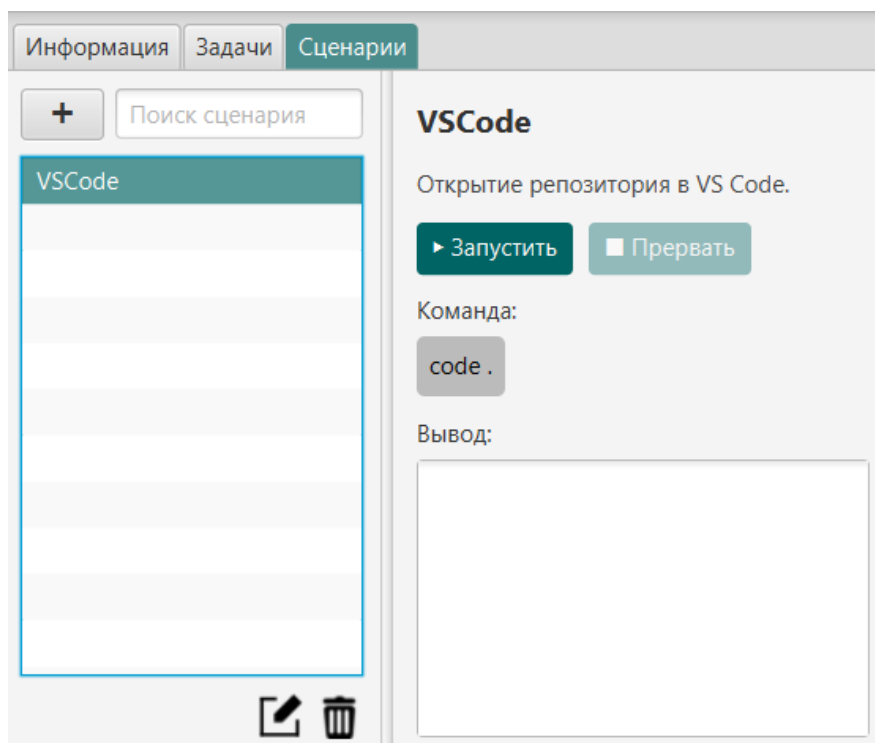 Информация Задачи Сценарии
+ Поиск сценария
VSCode
VSCode
Открытие репозитория в VS Code.
Запустить Прервать
Команда:
code .
Вывод: